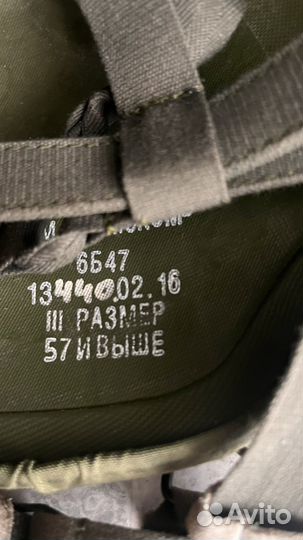 6Б47
13440.02.16
III РАЗМЕР
57 И ВЫШЕ
Avito